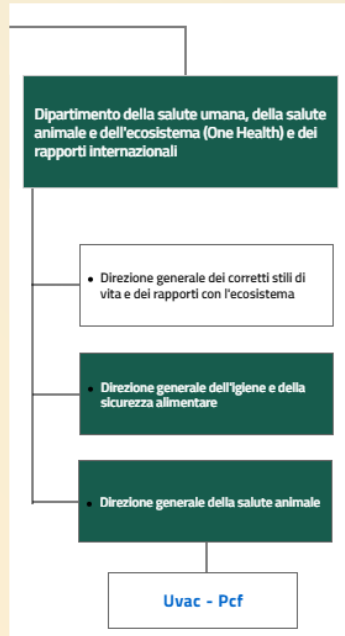 Dipartimento della salute umana, della salute
animale e dell'ecosistema (One Health) e dei
rapporti internazionali
• Direzione generale dei corretti stili di
vita e dei rapporti con l'ecosistema
• Direzione generale dell'igiene e della
sicurezza alimentare
• Direzione generale della salute animale
Uvac - Pcf